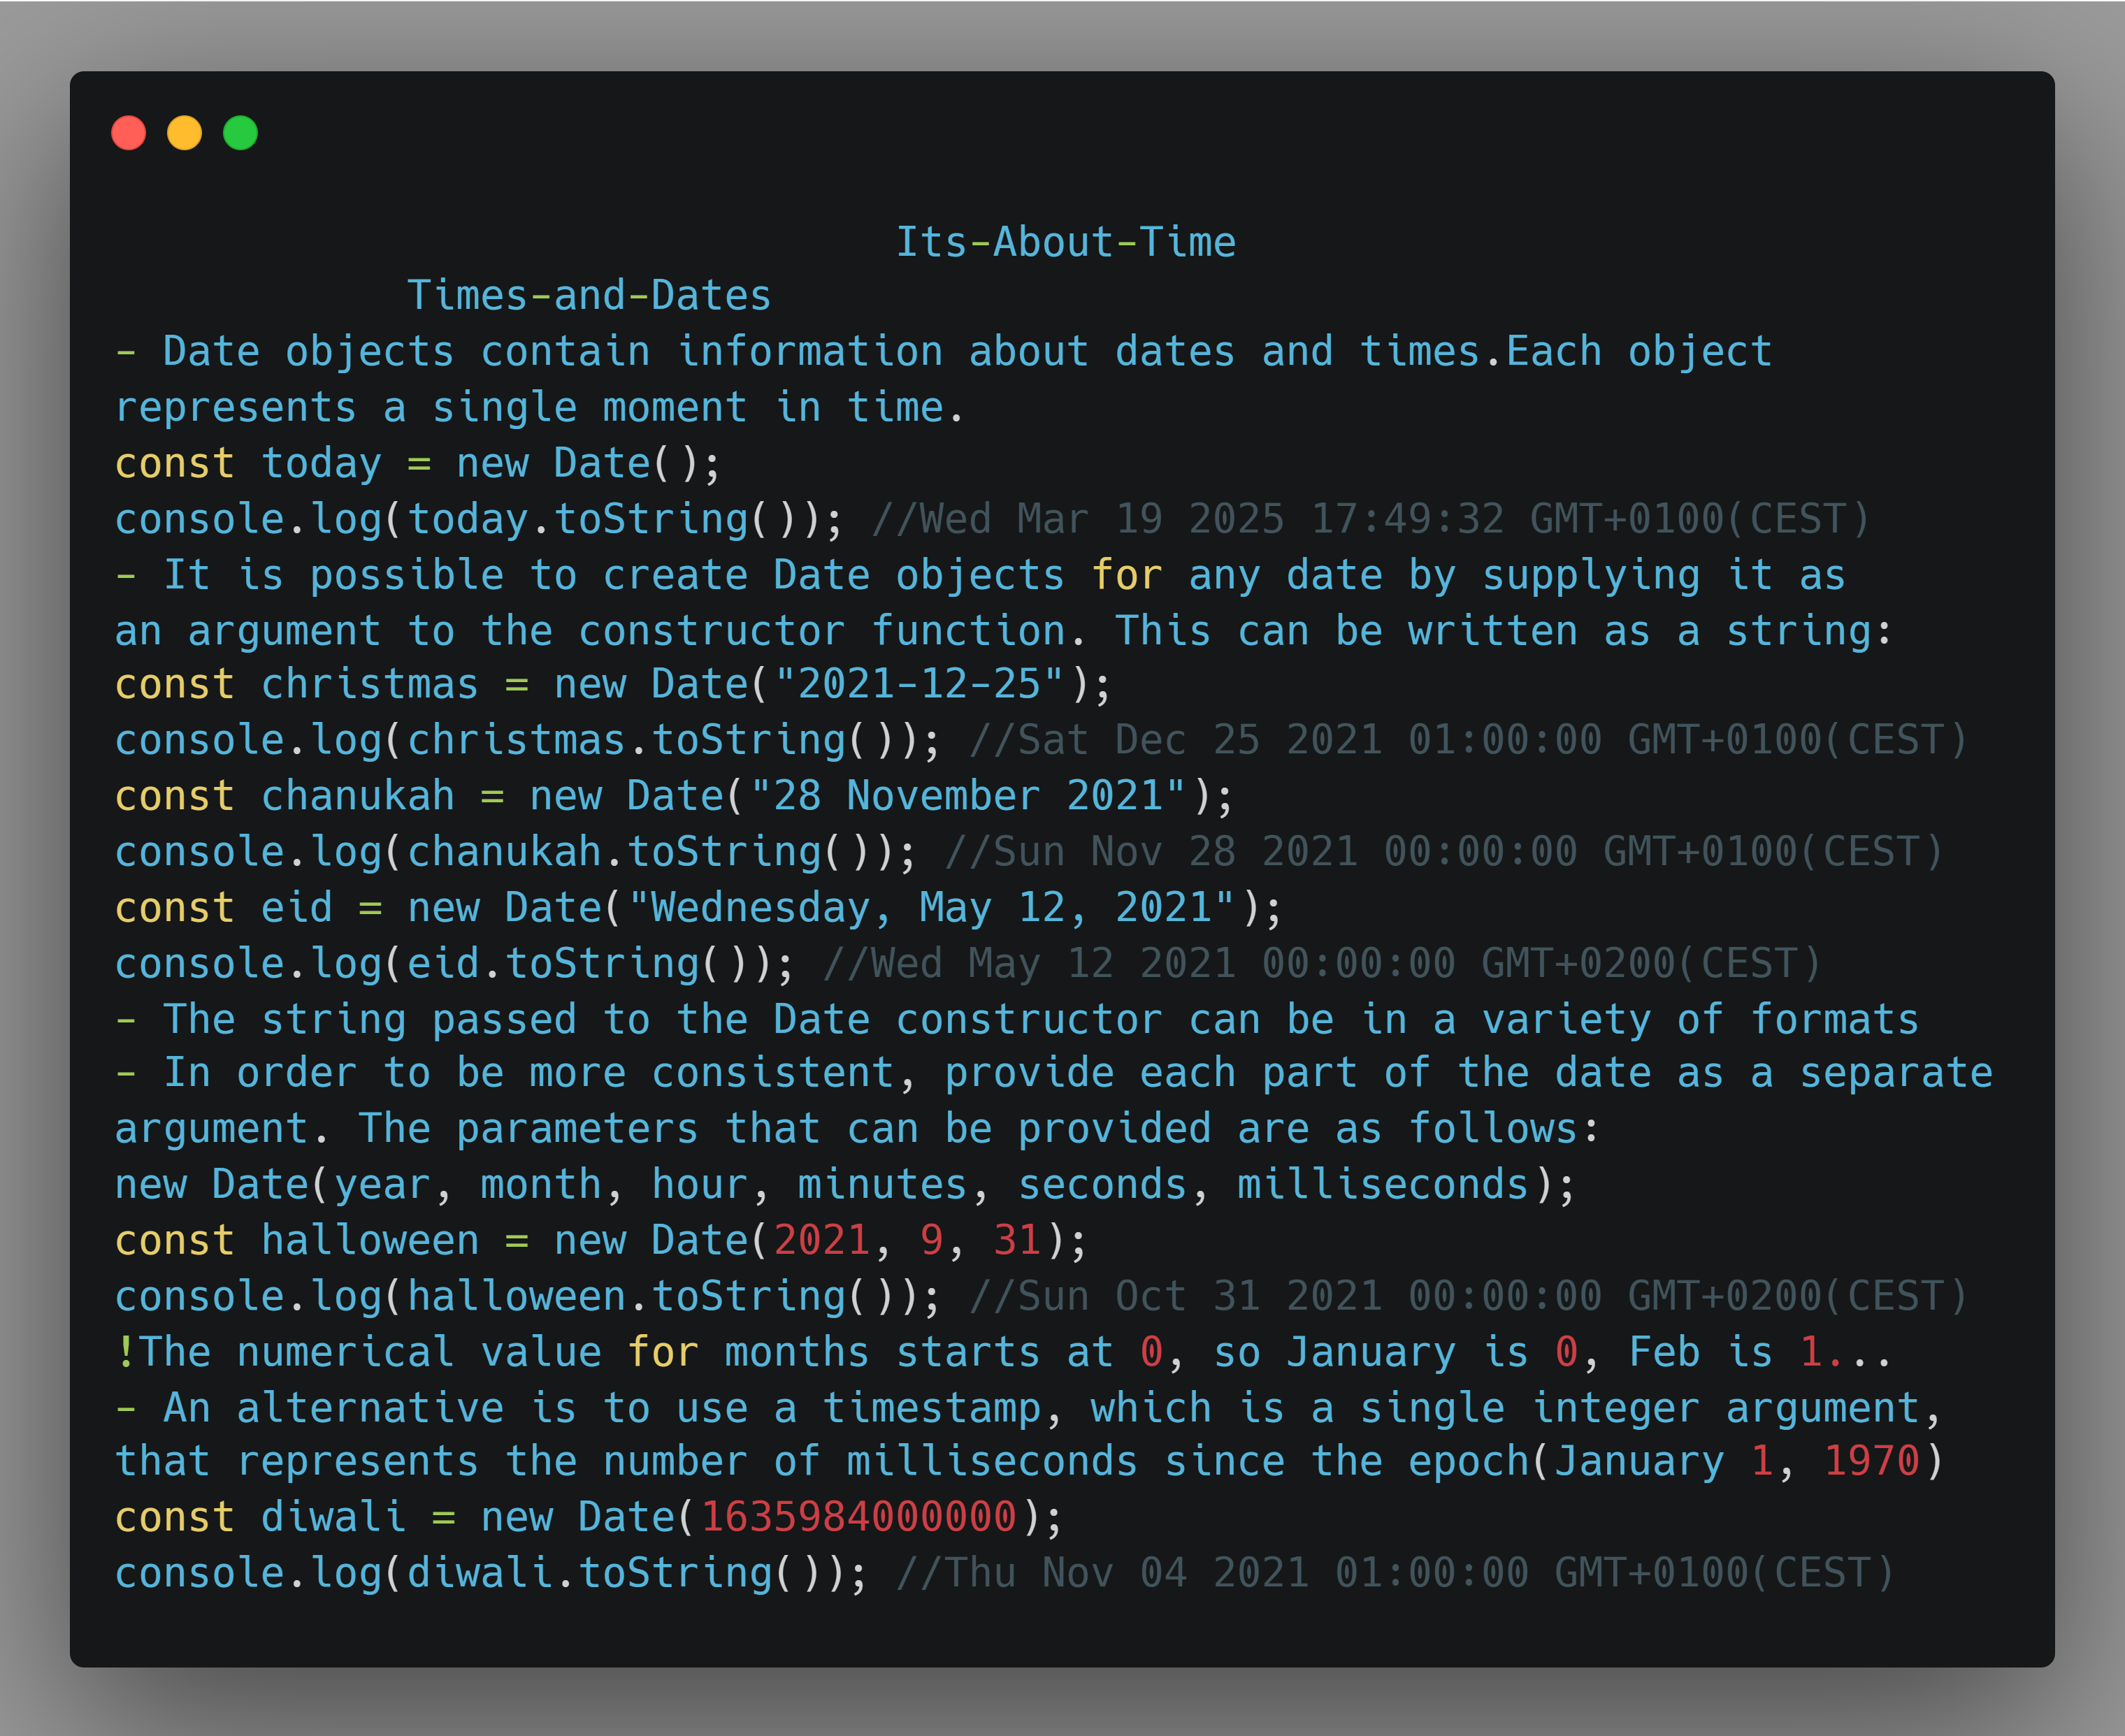 Its-About-Time
Times-and-Dates
- Date objects contain information about dates and times.Each object
represents a single moment in time.
const today = new Date();
console.log(today.toString()); //Wed Mar 19 2025 17:49:32 GMT+0100(CEST)
- It is possible to create Date objects for any date by supplying it as
an argument to the constructor function. This can be written as a string:
const christmas = new Date("2021-12-25");
console.log(christmas.toString()); //Sat Dec 25 2021 01:00:00 GMT+0100(CEST)
const chanukah = new Date("28 November 2021");
console.log(chanukah.toString()); //Sun Nov 28 2021 00:00:00 GMT+0100(CEST)
const eid = new Date("Wednesday, May 12, 2021");
console.log(eid.toString()); //Wed May 12 2021 00:00:00 GMT+0200(CEST)
- The string passed to the Date constructor can be in a variety of formats
- In order to be more consistent, provide each part of the date as a separate
argument. The parameters that can be provided are as follows:
new Date(year, month, hour, minutes, seconds, milliseconds);
const halloween = new Date(2021, 9, 31);
console.log(halloween.toString()); //Sun Oct 31 2021 00:00:00 GMT+0200(CEST)
!The numerical value for months starts at 0, so January is 0, Feb is 1...
- An alternative is to use a timestamp, which is a single integer argument,
that represents the number of milliseconds since the epoch(January 1, 1970)
const diwali = new Date(1635984000000);
console.log(diwali.toString()); //Thu Nov 04 2021 01:00:00 GMT+0100(CEST)